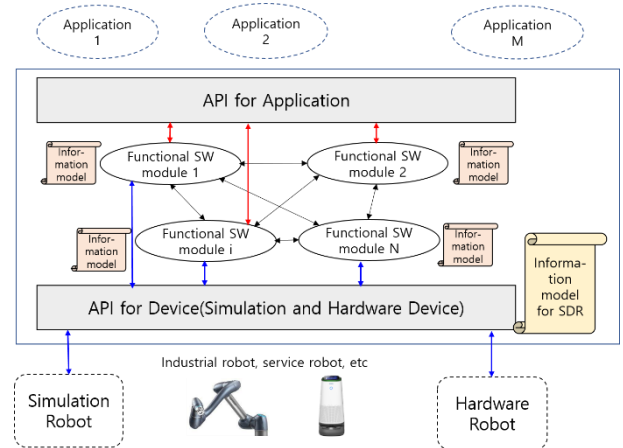 Application
1
Application
2
Application
M
API for Application
Infor-
mation
model
Functional SW
module 1
Functional SW
module 2
Infor-
mation
model
Infor-
mation
model
Functional SW
module i
Functional SW
module N
Infor-
mation
model
Informa-
tion
model
for SDR
API for Device(Simulation and Hardware Device)
Industrial robot, service robot, etc
Simulation
Robot
Hardware
Robot